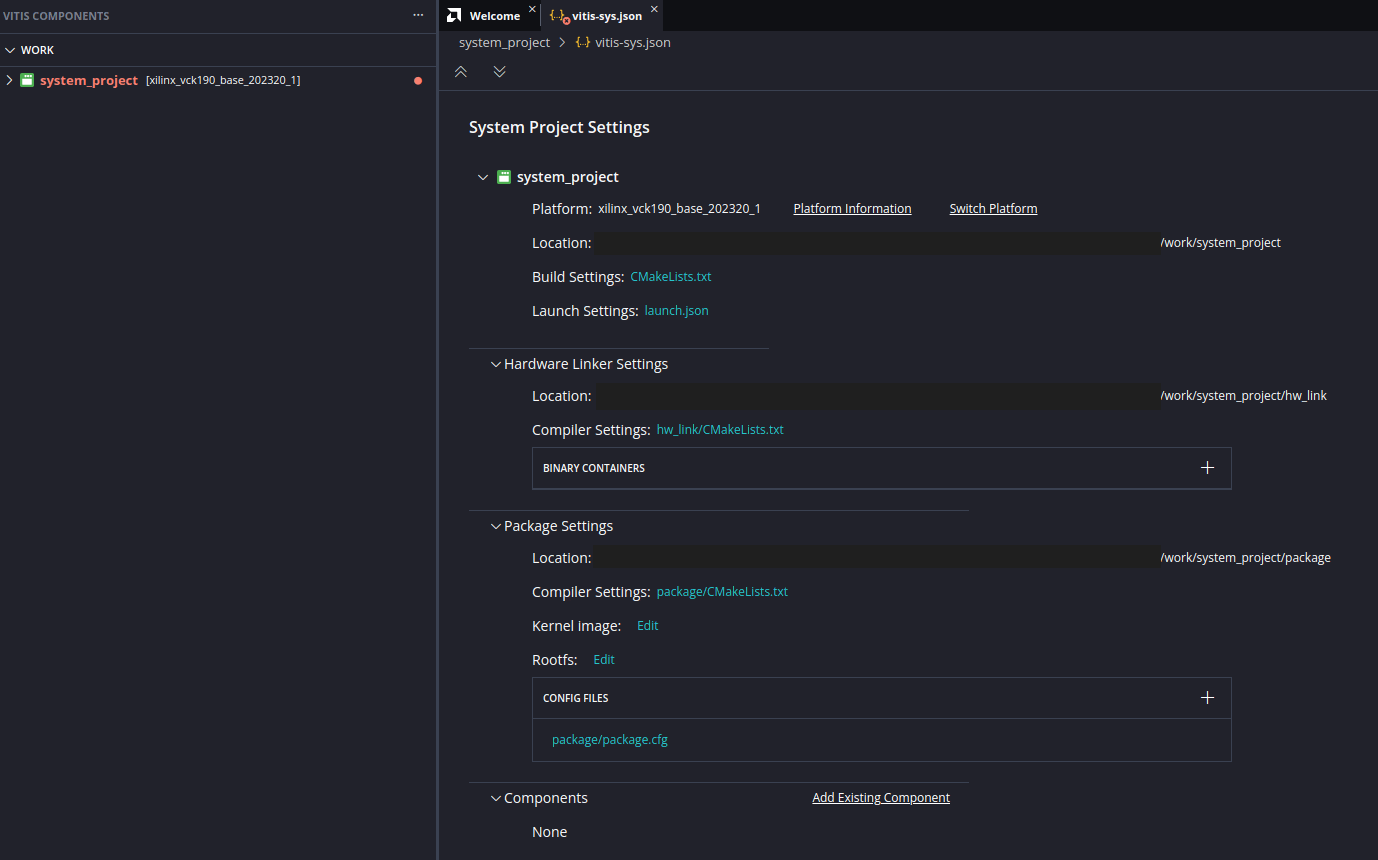 VITIS COMPONENTS
WORK
system_project [xilinx_vck190_base_202320_1]
Welcome
vitis-sys.json
system_project > {..} vitis-sys.json
System Project Settings
system_project
Platform: xilinx_vck190_base_202320_1 Platform Information Switch Platform
Location: /work/system_project
Build Settings: CMakeLists.txt
Launch Settings: launch.json
Hardware Linker Settings
Location: /work/system_project/hw_link
Compiler Settings: hw_link/CMakeLists.txt
BINARY CONTAINERS
Package Settings
Location: /work/system_project/package
Compiler Settings: package/CMakeLists.txt
Kernel image: Edit
Rootfs: Edit
CONFIG FILES
package/package.cfg
Components Add Existing Component
None